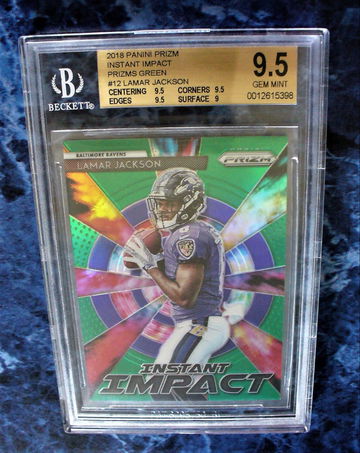 2018 PANINI PRIZM
INSTANT IMPACT
PRIZMS GREEN
#12 LAMAR JACKSON
CENTERING 9.5 CORNERS 9.5
EDGES 9.5 SURFACE 9
9.5
GEM MINT
0012615398
B
BECKETT
BALTIMORE RAVENS
LAMAR JACKSON
PRIZM
INSTANT
IMPACT